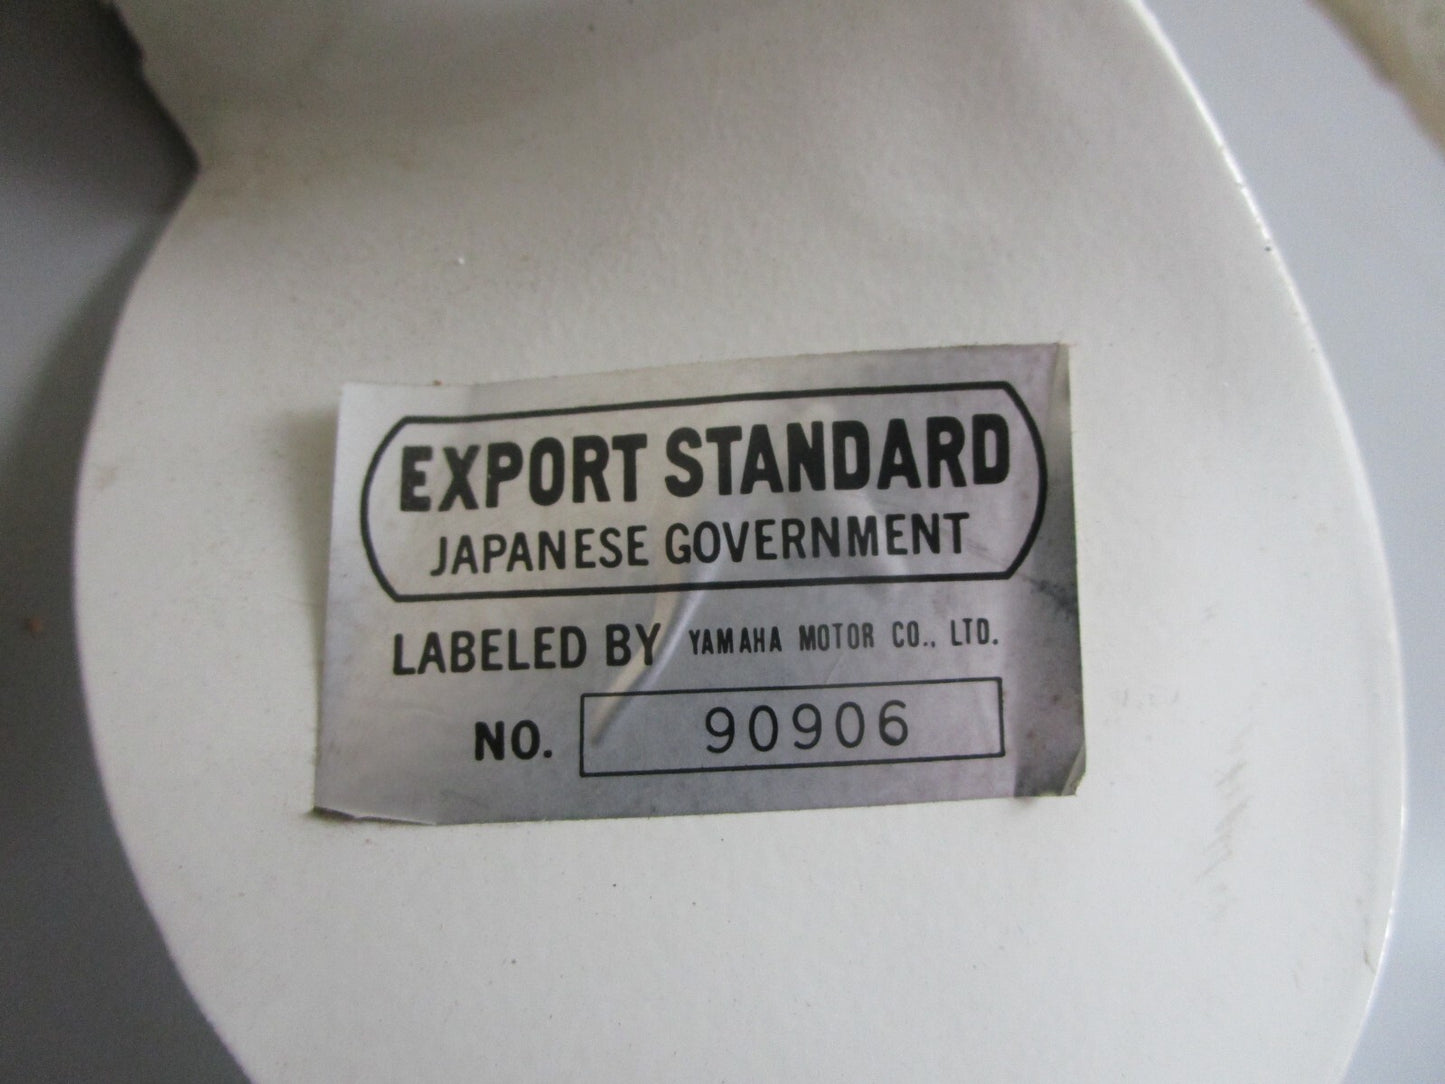 EXPORT STANDARD
JAPANESE GOVERNMENT
LABELED BY YAMAHA MOTOR CO., LTD.
NO. 90906